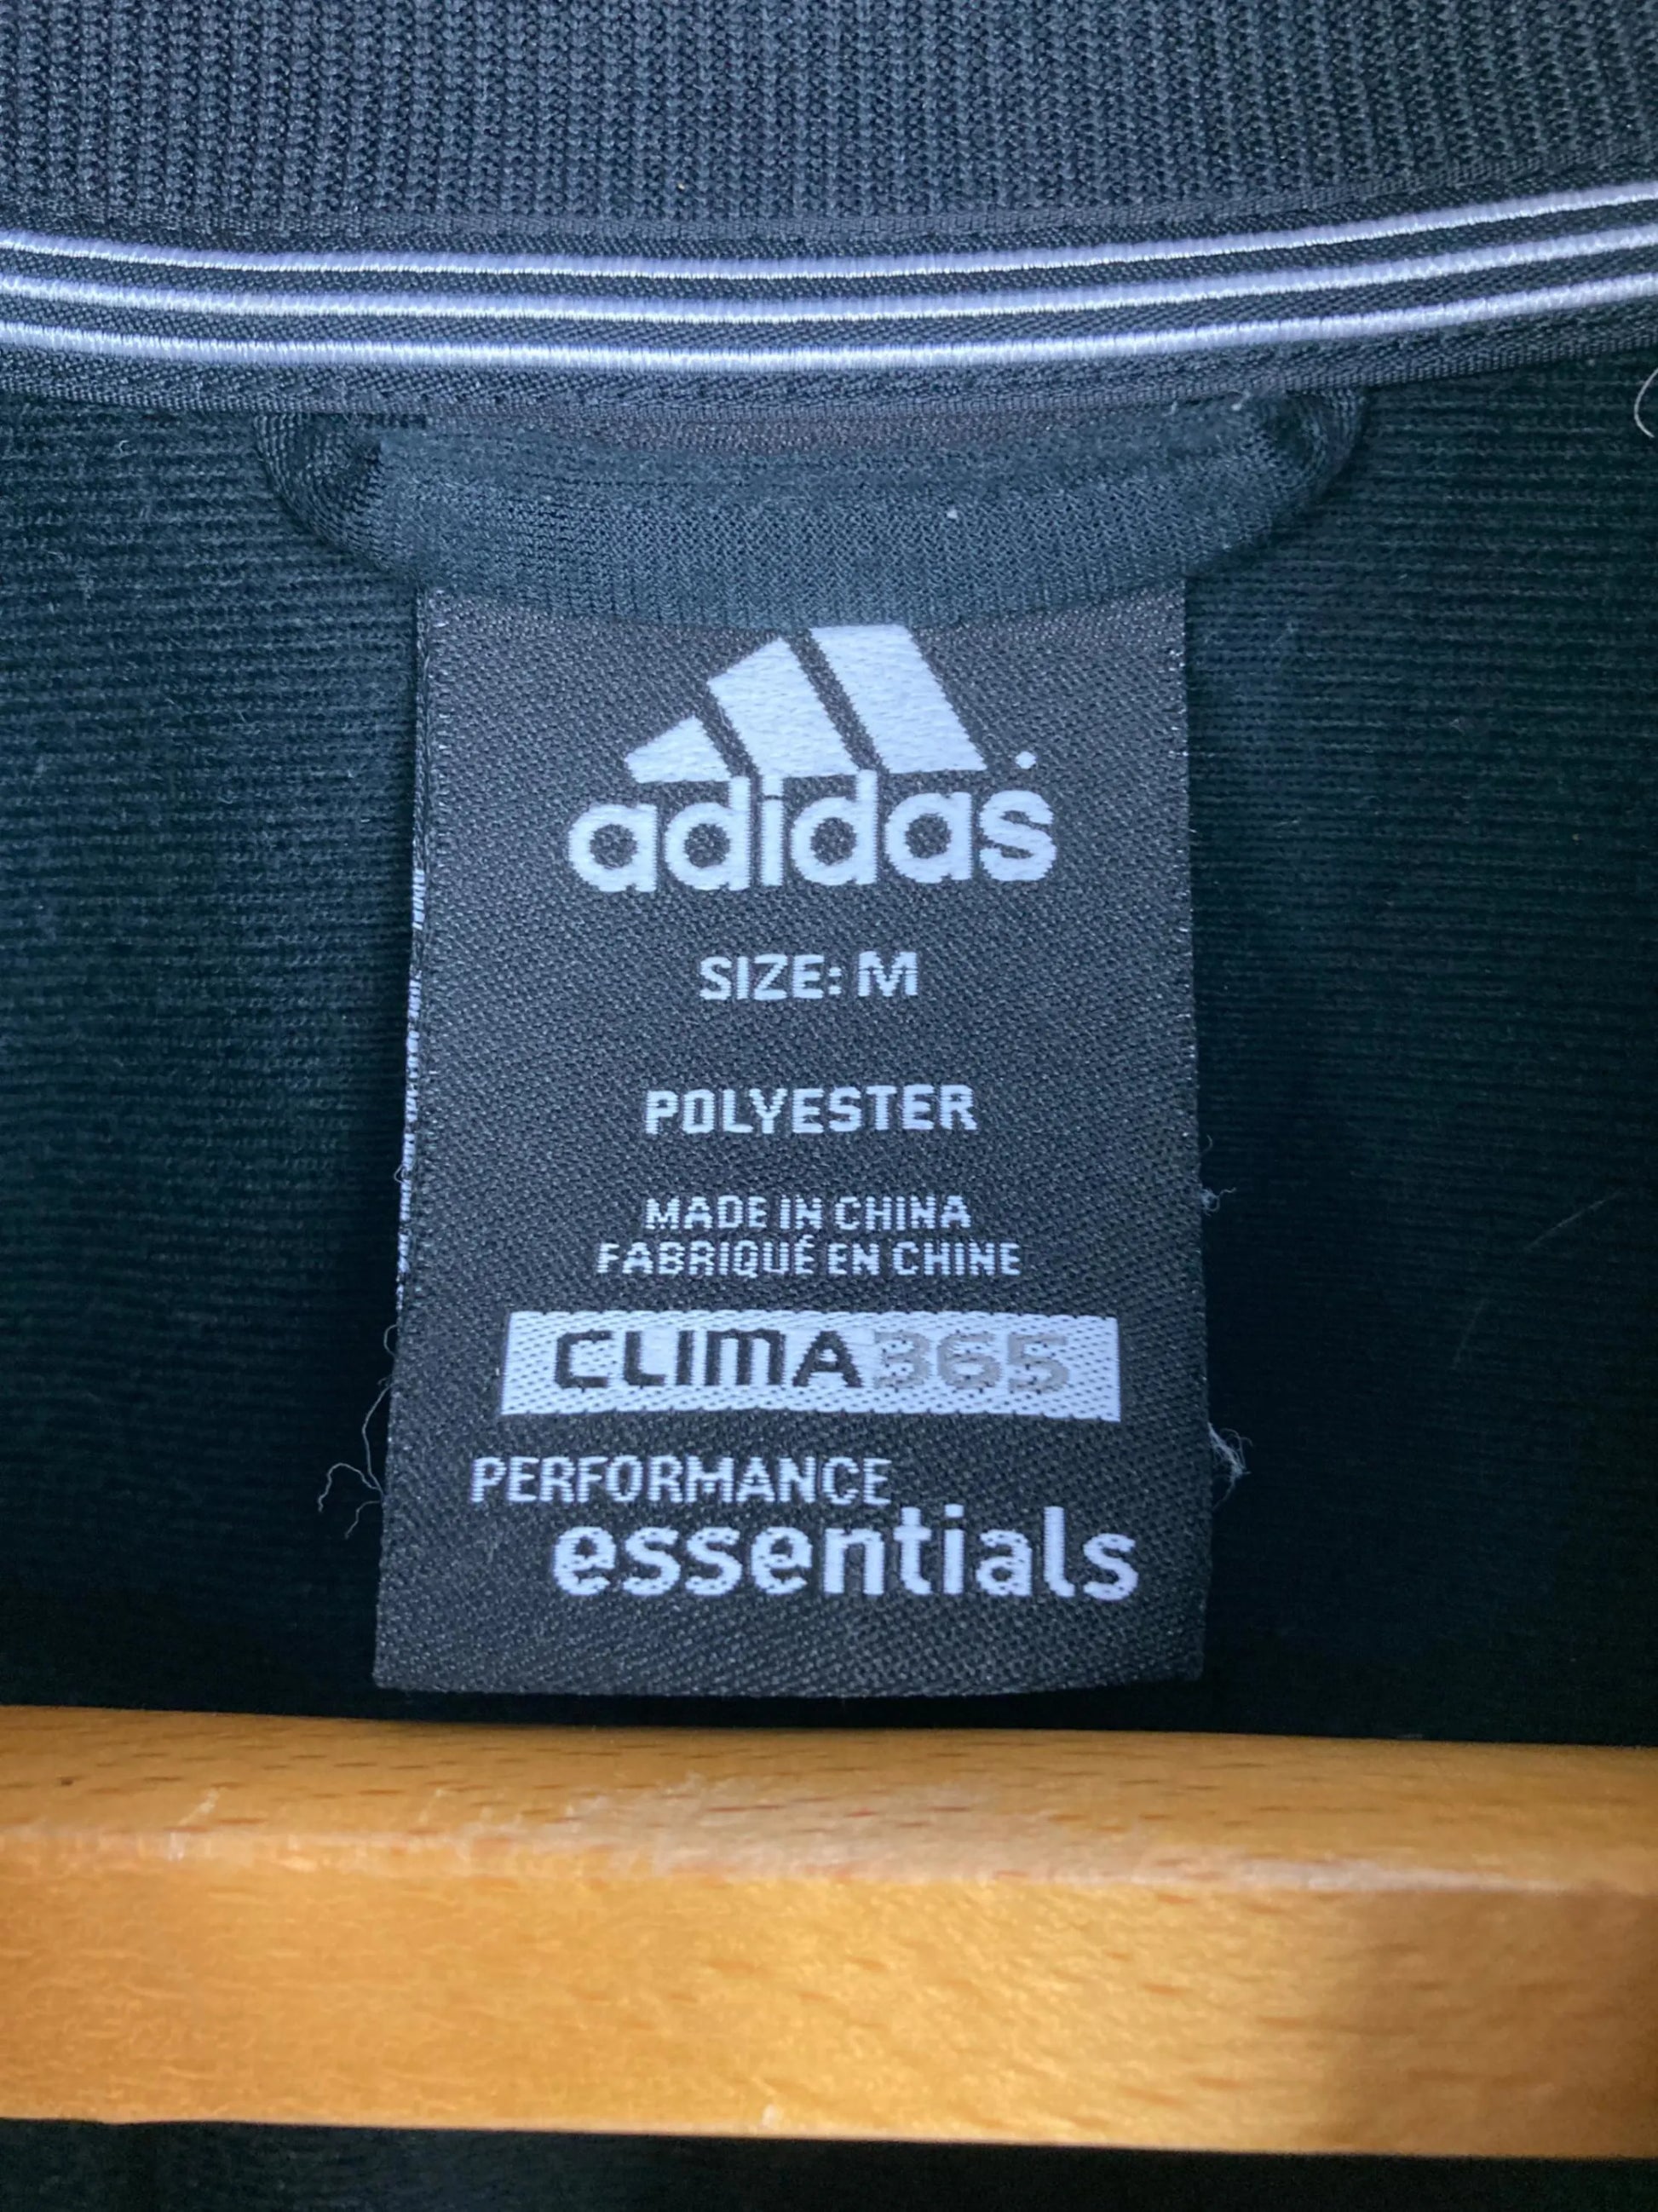 adidas
SIZE: M
POLYESTER
MADE IN CHINA
FABRIQUÉ EN CHINE
CLIMA365
PERFORMANCE
essentials